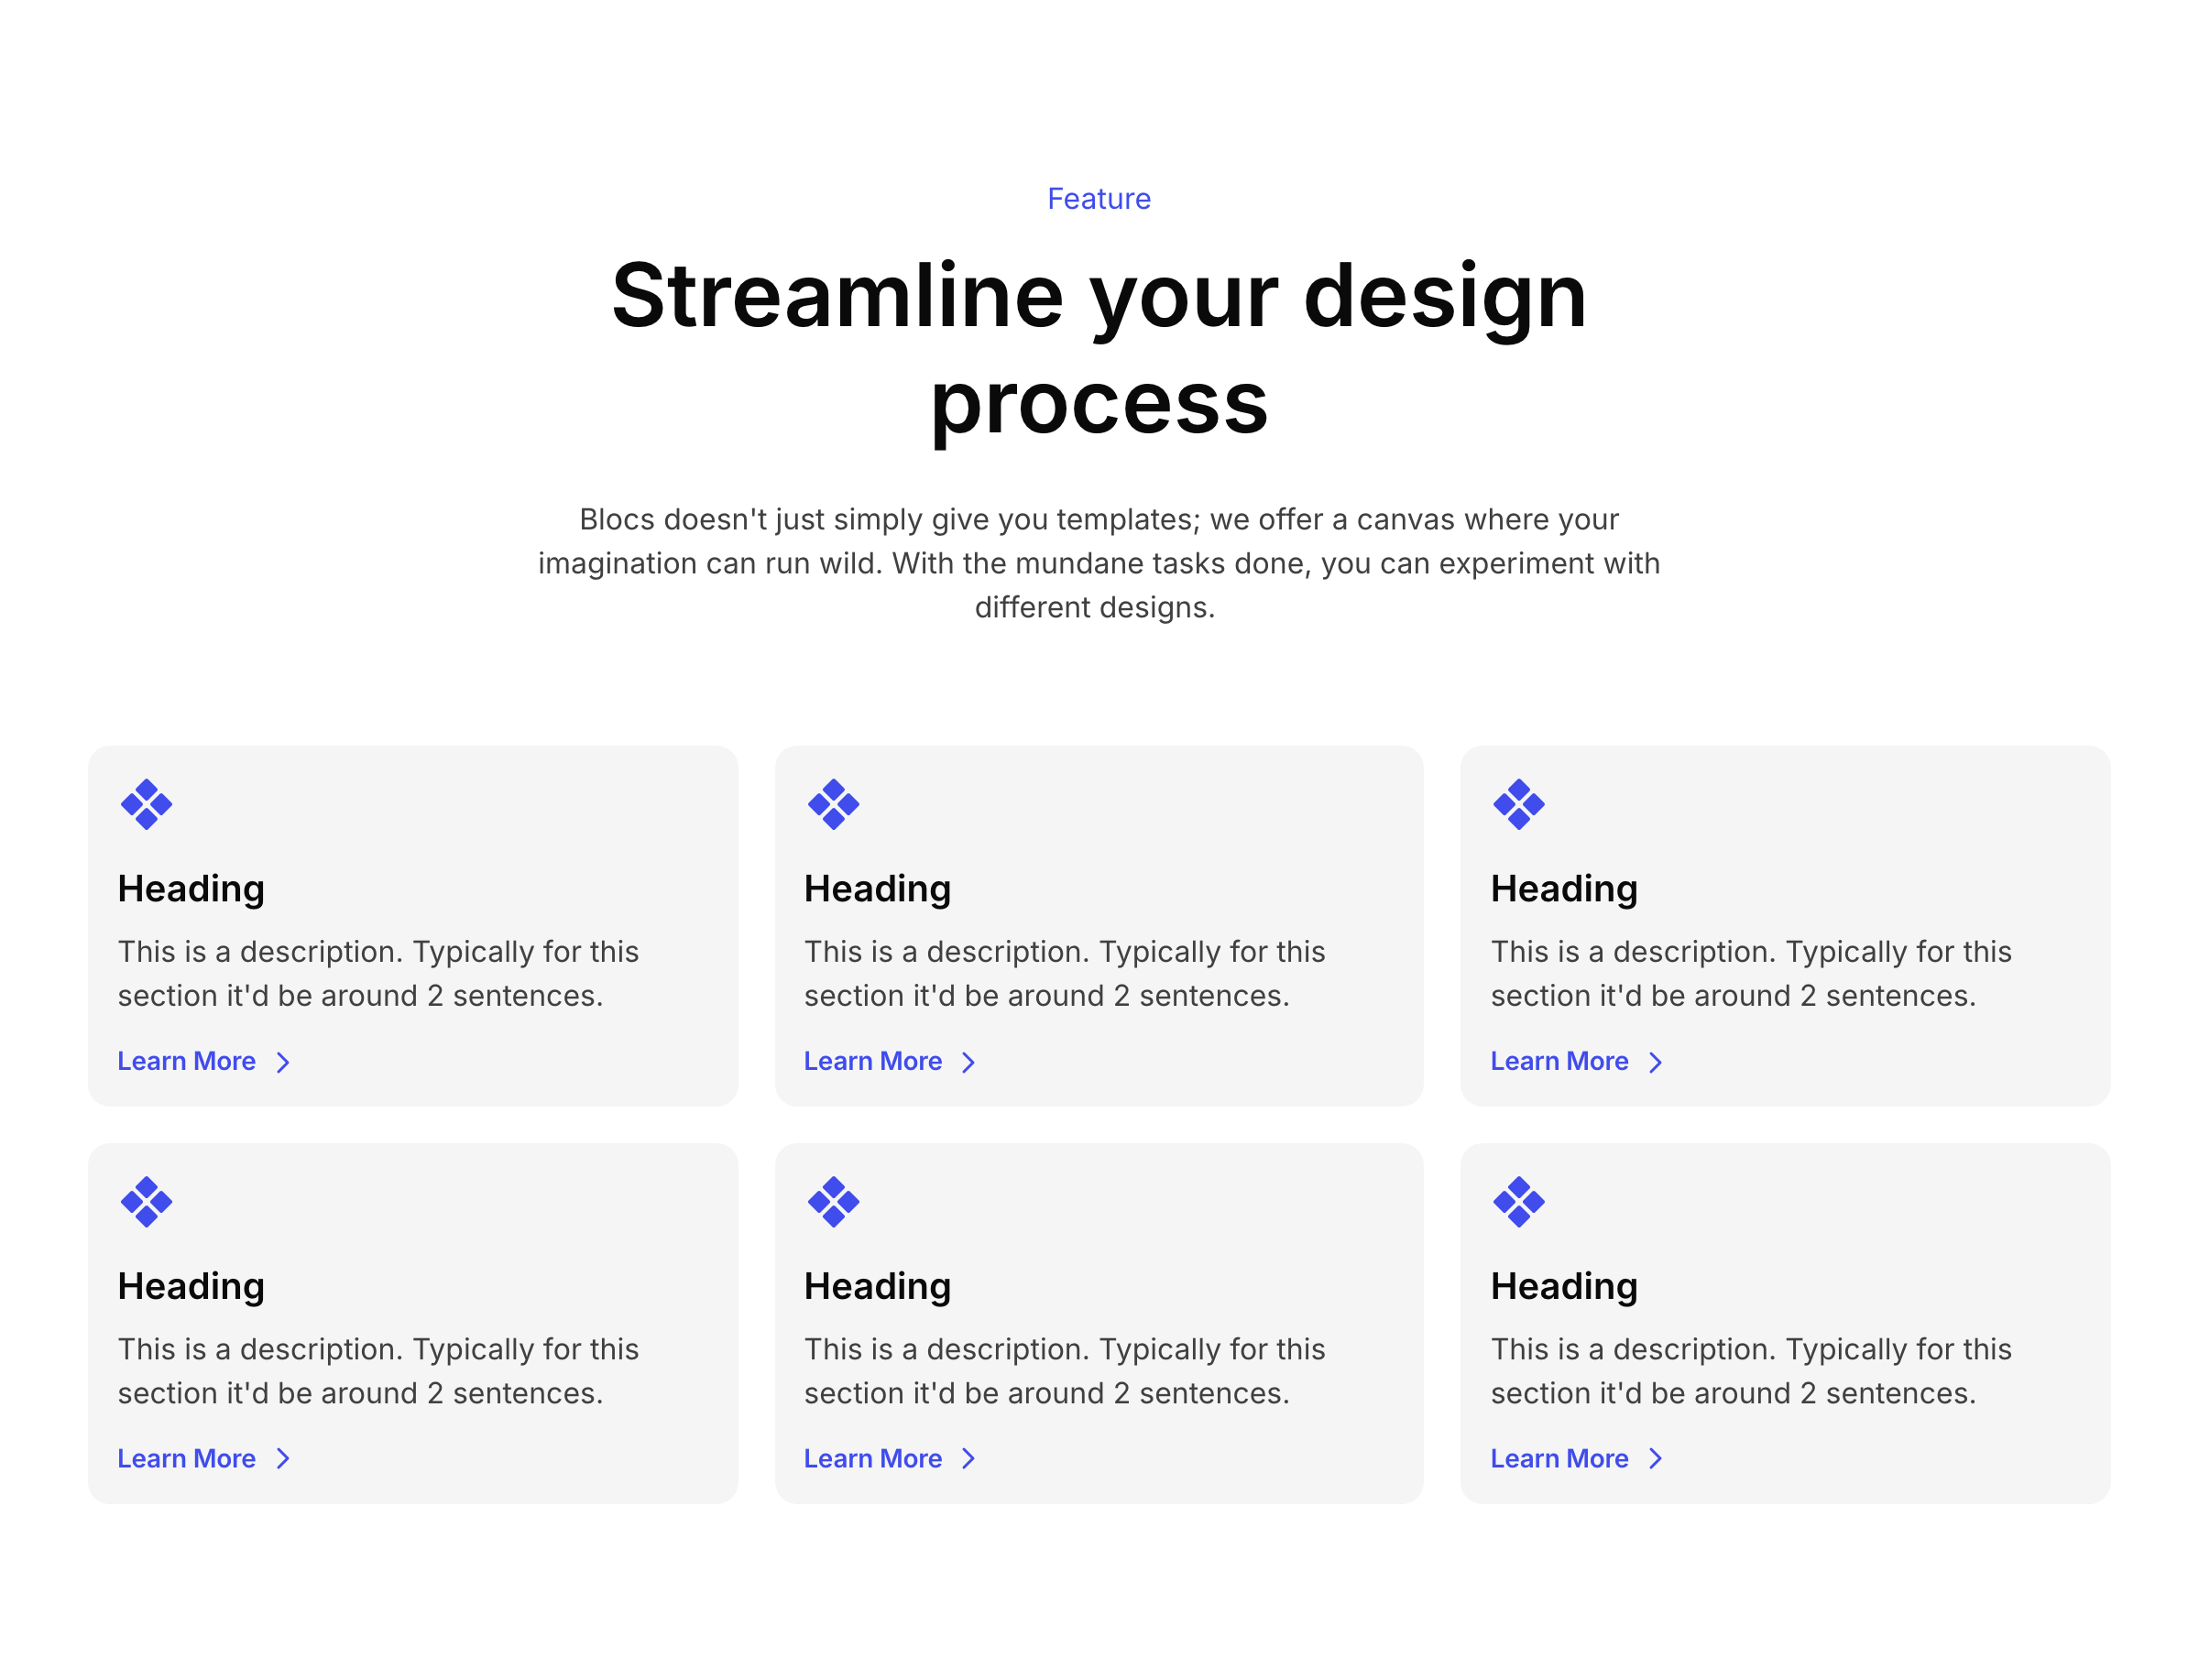 Feature
Streamline your design
process
Blocs doesn't just simply give you templates; we offer a canvas where your
imagination can run wild. With the mundane tasks done, you can experiment with
different designs.
Heading
This is a description. Typically for this
section it'd be around 2 sentences.
Learn More
Heading
This is a description. Typically for this
section it'd be around 2 sentences.
Learn More
Heading
This is a description. Typically for this
section it'd be around 2 sentences.
Learn More
Heading
This is a description. Typically for this
section it'd be around 2 sentences.
Learn More
Heading
This is a description. Typically for this
section it'd be around 2 sentences.
Learn More
Heading
This is a description. Typically for this
section it'd be around 2 sentences.
Learn More